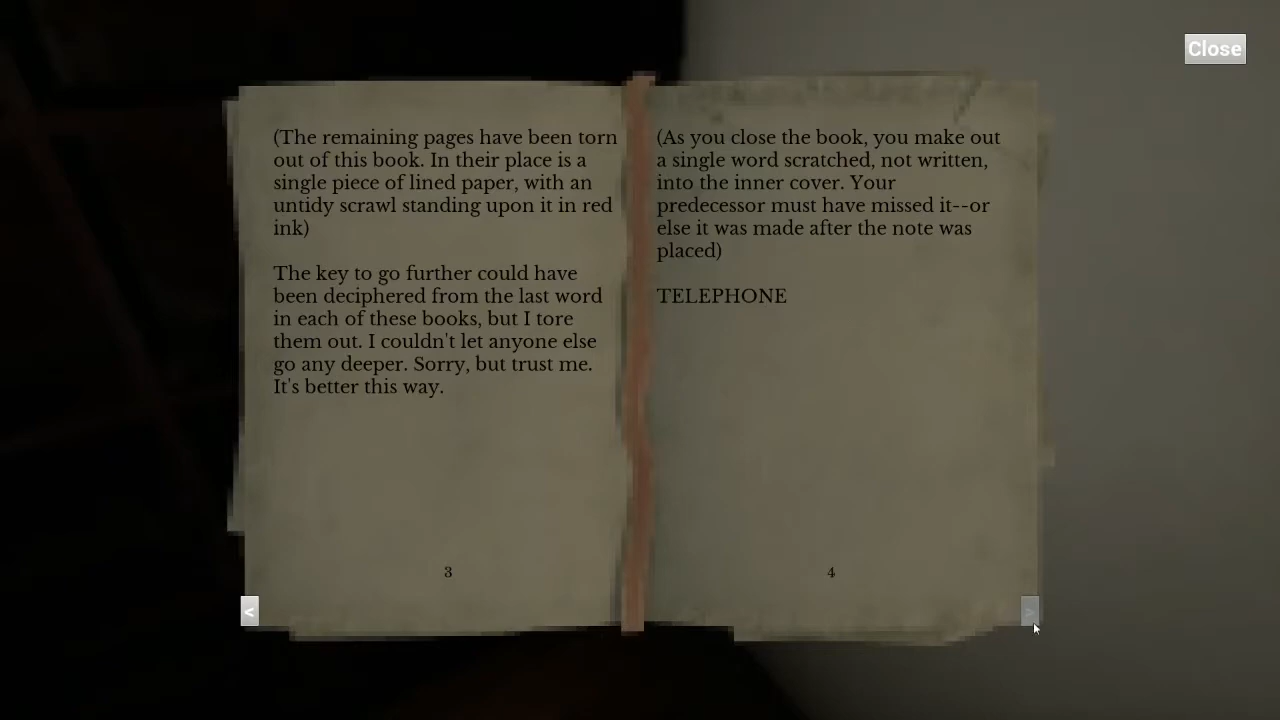 Close
(The remaining pages have been torn
out of this book. In their place is a
single piece of lined paper, with an
untidy scrawl standing upon it in red
ink)
The key to go further could have
been deciphered from the last word
in each of these books, but I tore
them out. I couldn't let anyone else
go any deeper. Sorry, but trust me.
It's better this way.
3
(As you close the book, you make out
a single word scratched, not written,
into the inner cover. Your
predecessor must have missed it--or
else it was made after the note was
placed)
TELEPHONE
4
<
>